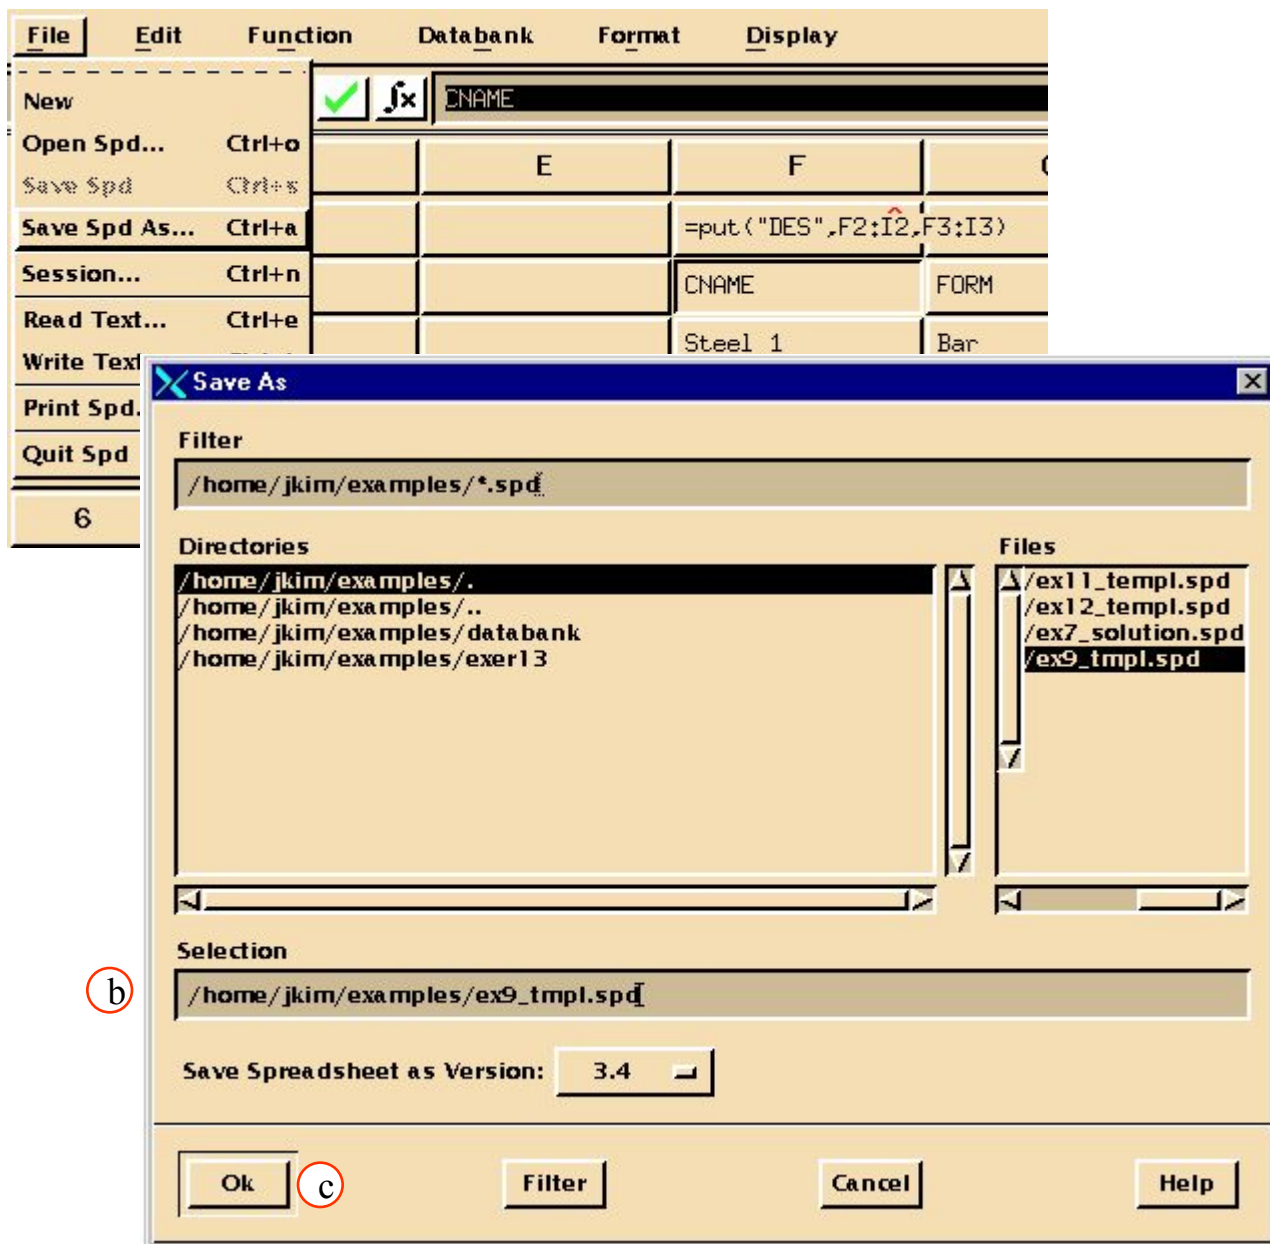 File Edit Function Databank Format Display
New
CNAME
Open Spd... Ctrl+o
E F
Save Spd Ctrl+s
Save Spd As... Ctrl+a
=put("DES",F2:I2,F3:I3)
Session... Ctrl+n
CNAME FORM
Read Text... Ctrl+e
Steel 1 Bar
Write Text
Print Spd.
Quit Spd
6
Save As
Filter
/home/jkim/examples/*.spd
Directories
/home/jkim/examples/.
/home/jkim/examples/..
/home/jkim/examples/databank
/home/jkim/examples/exer13
Files
/ex11_templ.spd
/ex12_templ.spd
/ex7_solution.spd
/ex9_tmpl.spd
Selection
b
/home/jkim/examples/ex9_tmpl.spd
Save Spreadsheet as Version: 3.4
Ok c Filter Cancel Help